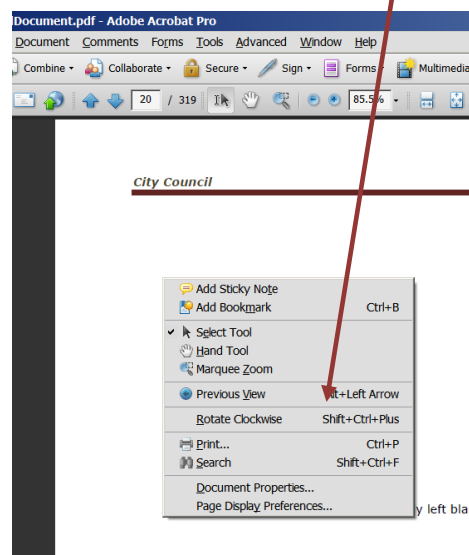 Document.pdf - Adobe Acrobat Pro
Document Comments Forms Tools Advanced Window Help
Combine Collaborate Secure Sign Forms Multimedia
20 / 319 85.5%
City Council
Add Sticky Note
Add Bookmark Ctrl+B
Select Tool
Hand Tool
Marquee Zoom
Previous View Alt+Left Arrow
Rotate Clockwise Shift+Ctrl+Plus
Print... Ctrl+P
Search Shift+Ctrl+F
Document Properties...
Page Display Preferences...
y left bla